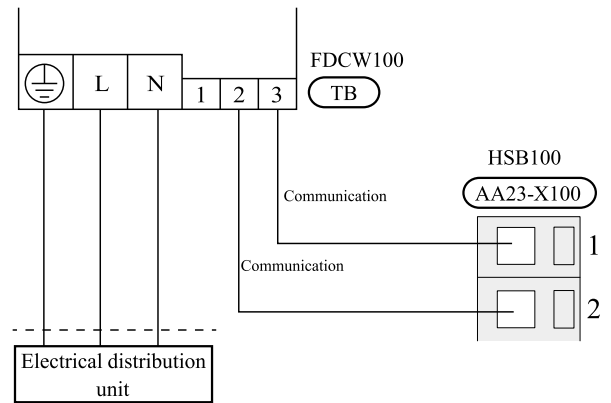 FDCW100
L N 1 2 3 TB
HSB100
Communication
AA23-X100
1
Communication
2
Electrical distribution
unit